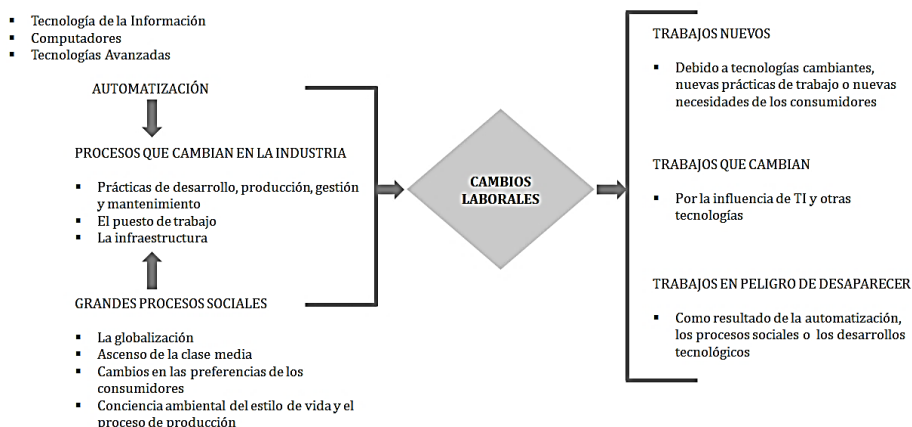 ▪ Tecnología de la Información
▪ Computadores
▪ Tecnologías Avanzadas
AUTOMATIZACIÓN
PROCESOS QUE CAMBIAN EN LA INDUSTRIA
▪ Prácticas de desarrollo, producción, gestión
y mantenimiento
▪ El puesto de trabajo
▪ La infraestructura
GRANDES PROCESOS SOCIALES
▪ La globalización
▪ Ascenso de la clase media
▪ Cambios en las preferencias de los
consumidores
▪ Conciencia ambiental del estilo de vida y el
proceso de producción
CAMBIOS
LABORALES
TRABAJOS NUEVOS
▪ Debido a tecnologías cambiantes,
nuevas prácticas de trabajo o nuevas
necesidades de los consumidores
TRABAJOS QUE CAMBIAN
▪ Por la influencia de TI y otras
tecnologías
TRABAJOS EN PELIGRO DE DESAPARECER
▪ Como resultado de la automatización,
los procesos sociales o los desarrollos
tecnológicos